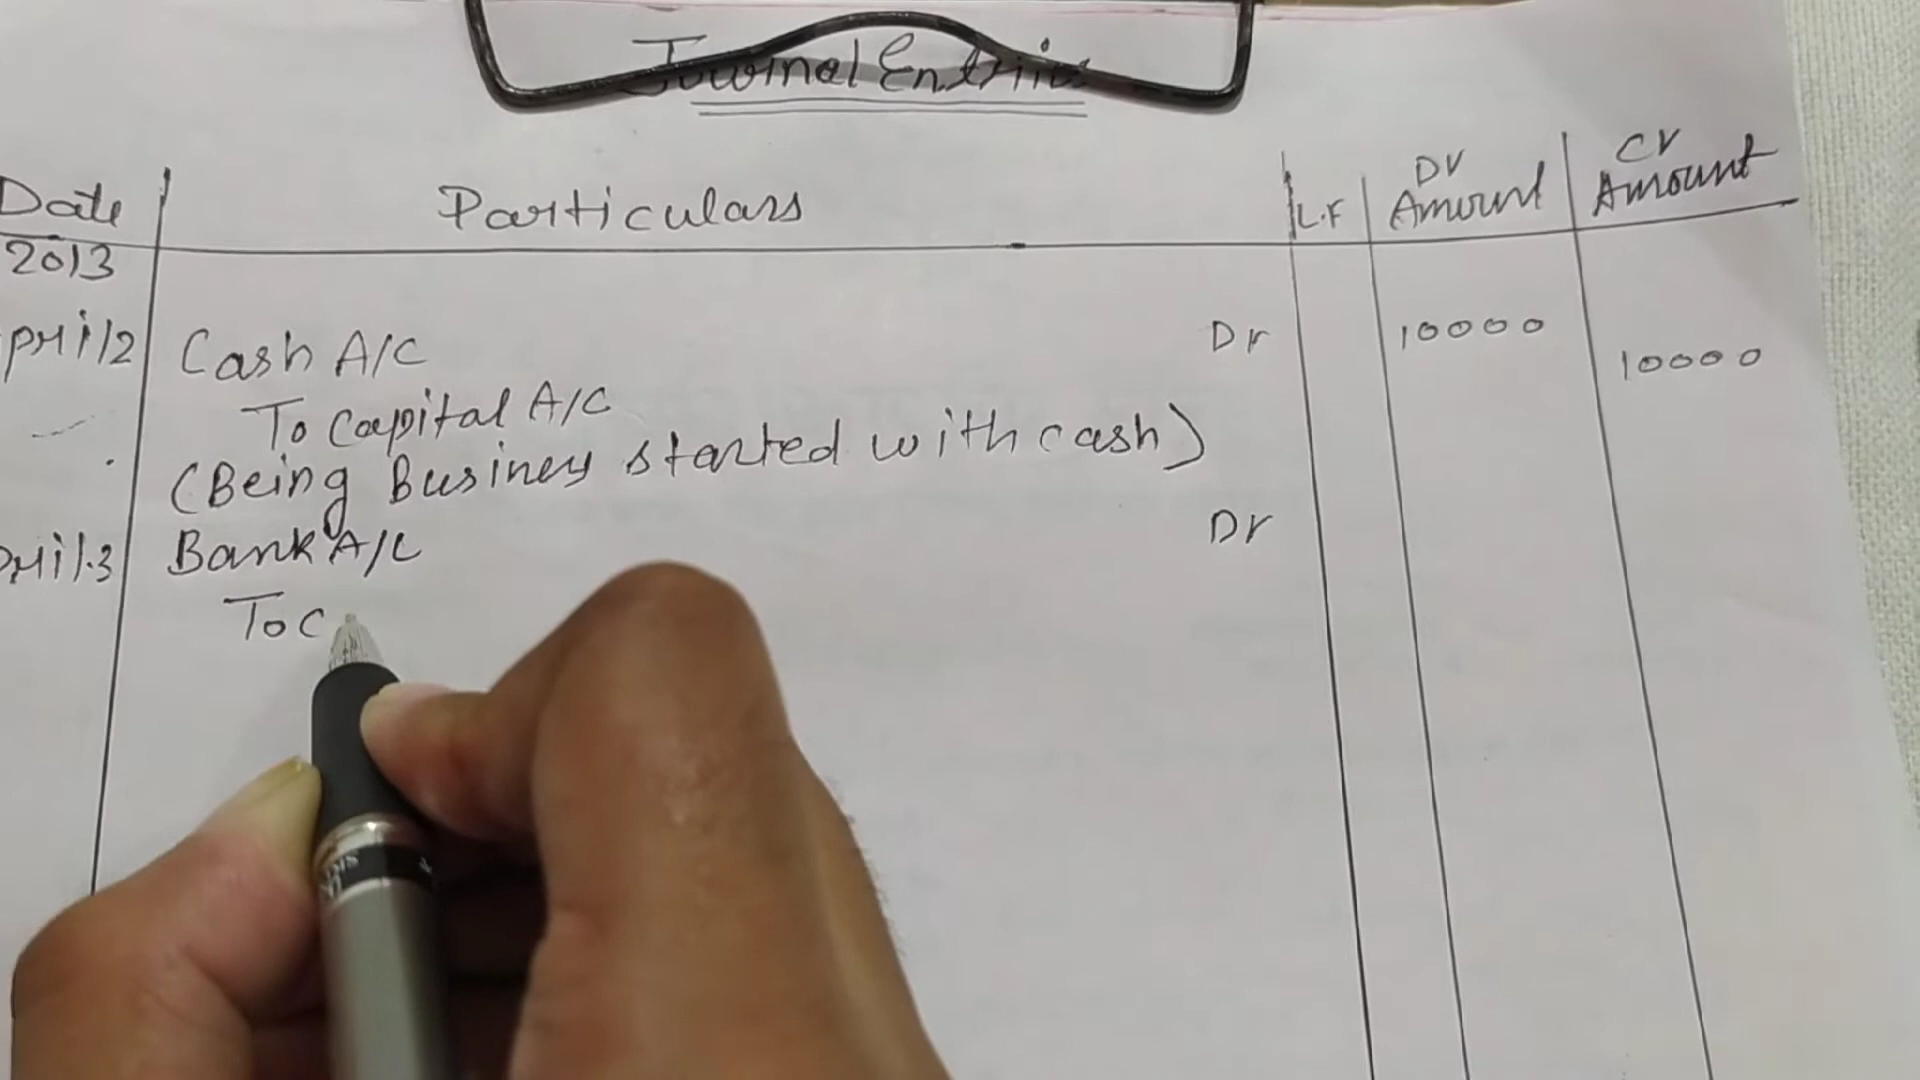 Journal Entries
Date Particulars L.F Dr Amount Cr Amount
2013
pril 2 Cash A/C Dr 10000
To Capital A/C 10000
(Being Business started with cash)
pril.3 Bank A/C Dr
To C